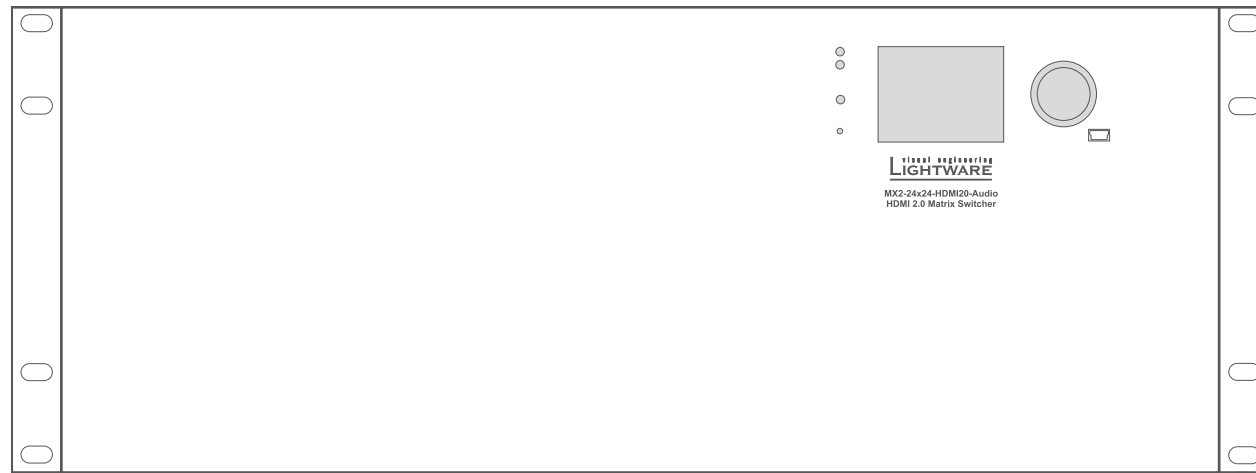 visual engineering
LIGHTWARE
MX2-24x24-HDMI20-Audio
HDMI 2.0 Matrix Switcher